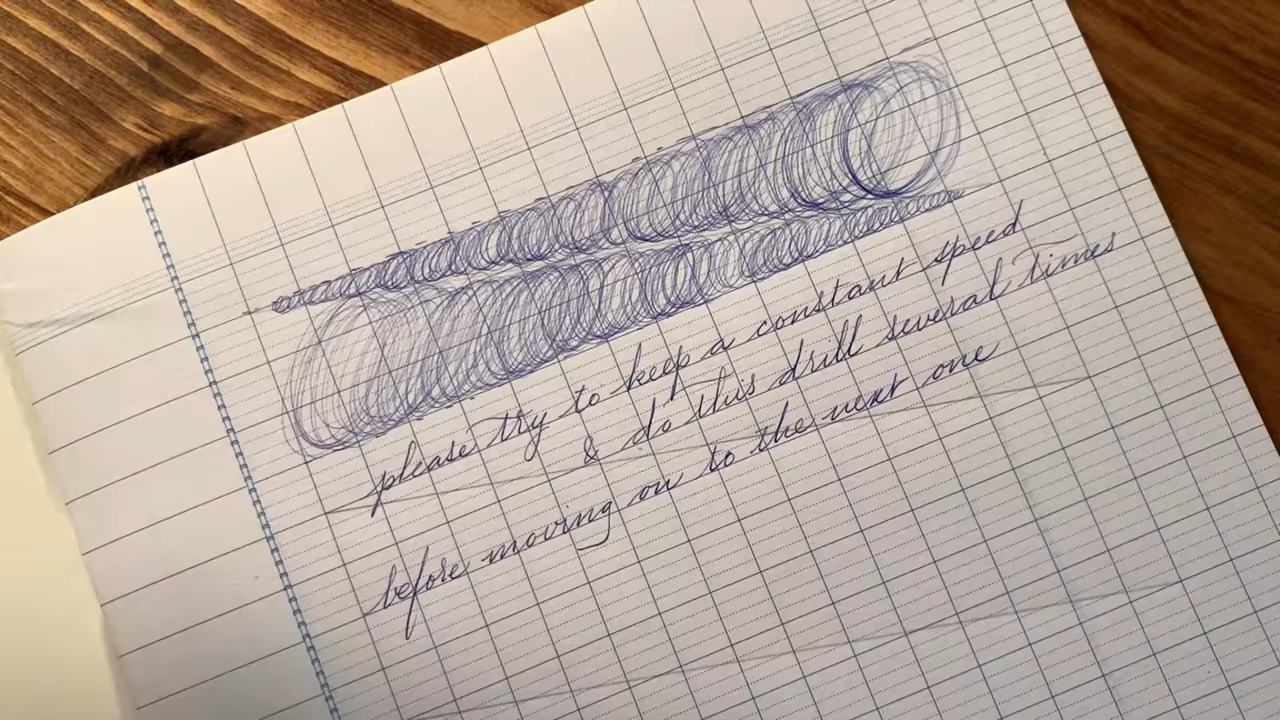 please try to keep a constant speed
& do this drill several times
before moving on to the next one